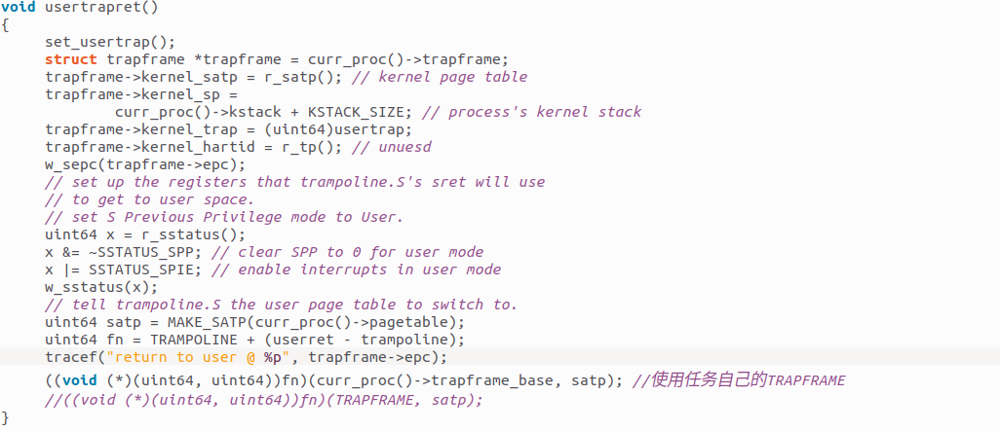 void usertrapret()
{
set_usertrap();
struct trapframe *trapframe = curr_proc()->trapframe;
trapframe->kernel_satp = r_satp(); // kernel page table
trapframe->kernel_sp =
curr_proc()->kstack + KSTACK_SIZE; // process's kernel stack
trapframe->kernel_trap = (uint64)usertrap;
trapframe->kernel_hartid = r_tp(); // unuesd
w_sepc(trapframe->epc);
// set up the registers that trampoline.S's sret will use
// to get to user space.
// set S Previous Privilege mode to User.
uint64 x = r_sstatus();
x &= ~SSTATUS_SPP; // clear SPP to 0 for user mode
x |= SSTATUS_SPIE; // enable interrupts in user mode
w_sstatus(x);
// tell trampoline.S the user page table to switch to.
uint64 satp = MAKE_SATP(curr_proc()->pagetable);
uint64 fn = TRAMPOLINE + (userret - trampoline);
tracef("return to user @ %p", trapframe->epc);
((void (*)(uint64, uint64))fn)(curr_proc()->trapframe_base, satp); //使用任务自己的TRAPFRAME
//((void (*)(uint64, uint64))fn)(TRAPFRAME, satp);
}